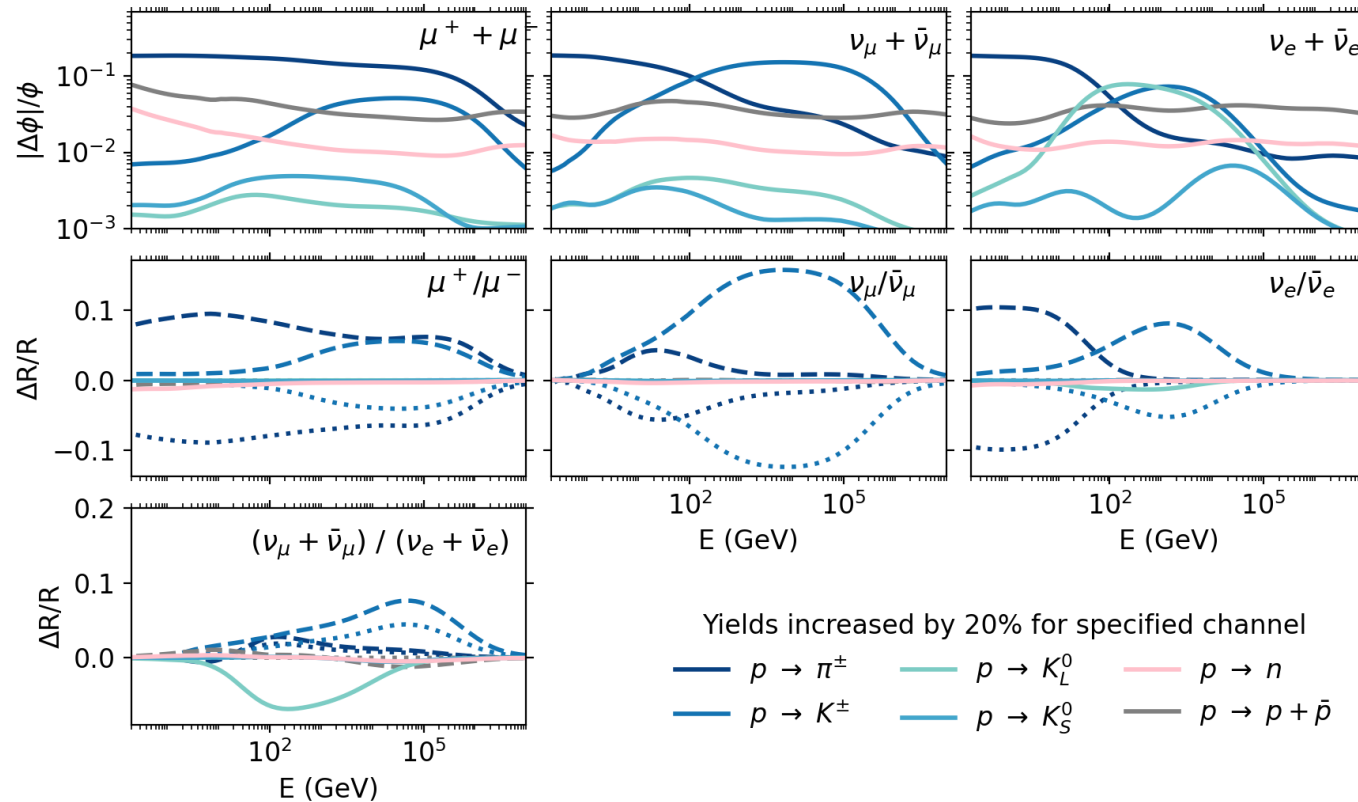 |Δϕ|/ϕ
10⁻¹
10⁻²
10⁻³
μ⁺ + μ⁻
ν_μ + ν̄_μ
ν_e + ν̄_e
ΔR/R
0.1
0.0
−0.1
μ⁺/μ⁻
ν_μ/ν̄_μ
ν_e/ν̄_e
10² 10⁵
E (GeV)
10² 10⁵
E (GeV)
ΔR/R
0.2
0.1
0.0
(ν_μ + ν̄_μ) / (ν_e + ν̄_e)
10² 10⁵
E (GeV)
Yields increased by 20% for specified channel
p → π^±
p → K_L^0
p → n
p → K^±
p → K_S^0
p → p + p̄